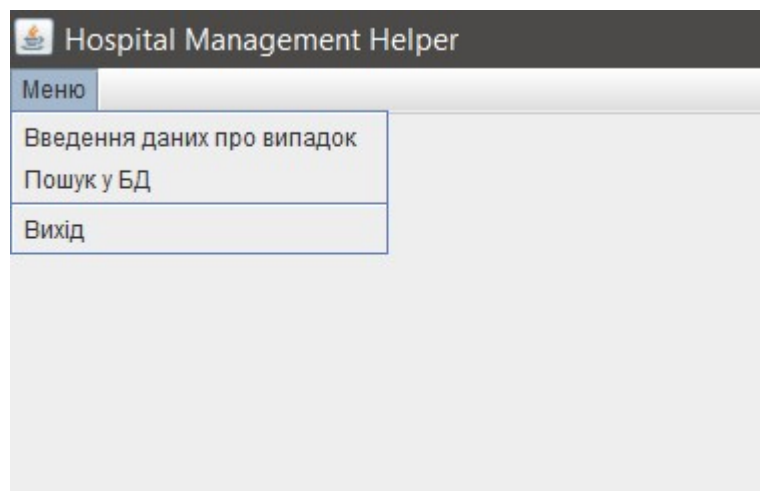 Hospital Management Helper
Меню
Введення даних про випадок
Пошук у БД
Вихід